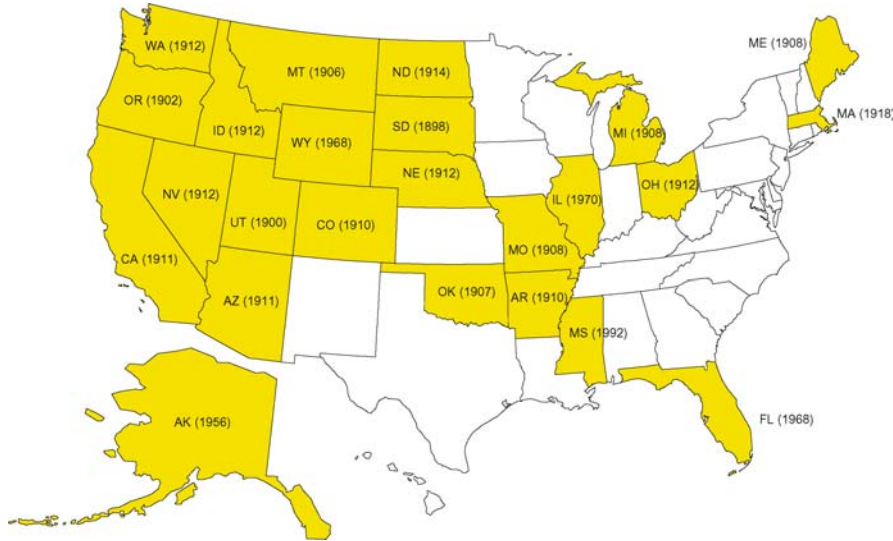 WA (1912)
ME (1908)
MT (1906)
ND (1914)
OR (1902)
MA (1918)
ID (1912)
SD (1898)
MI (1908)
WY (1968)
NE (1912)
OH (1912)
NV (1912)
IL (1970)
UT (1900)
CO (1910)
MO (1908)
CA (1911)
OK (1907)
AR (1910)
AZ (1911)
MS (1992)
AK (1956)
FL (1968)